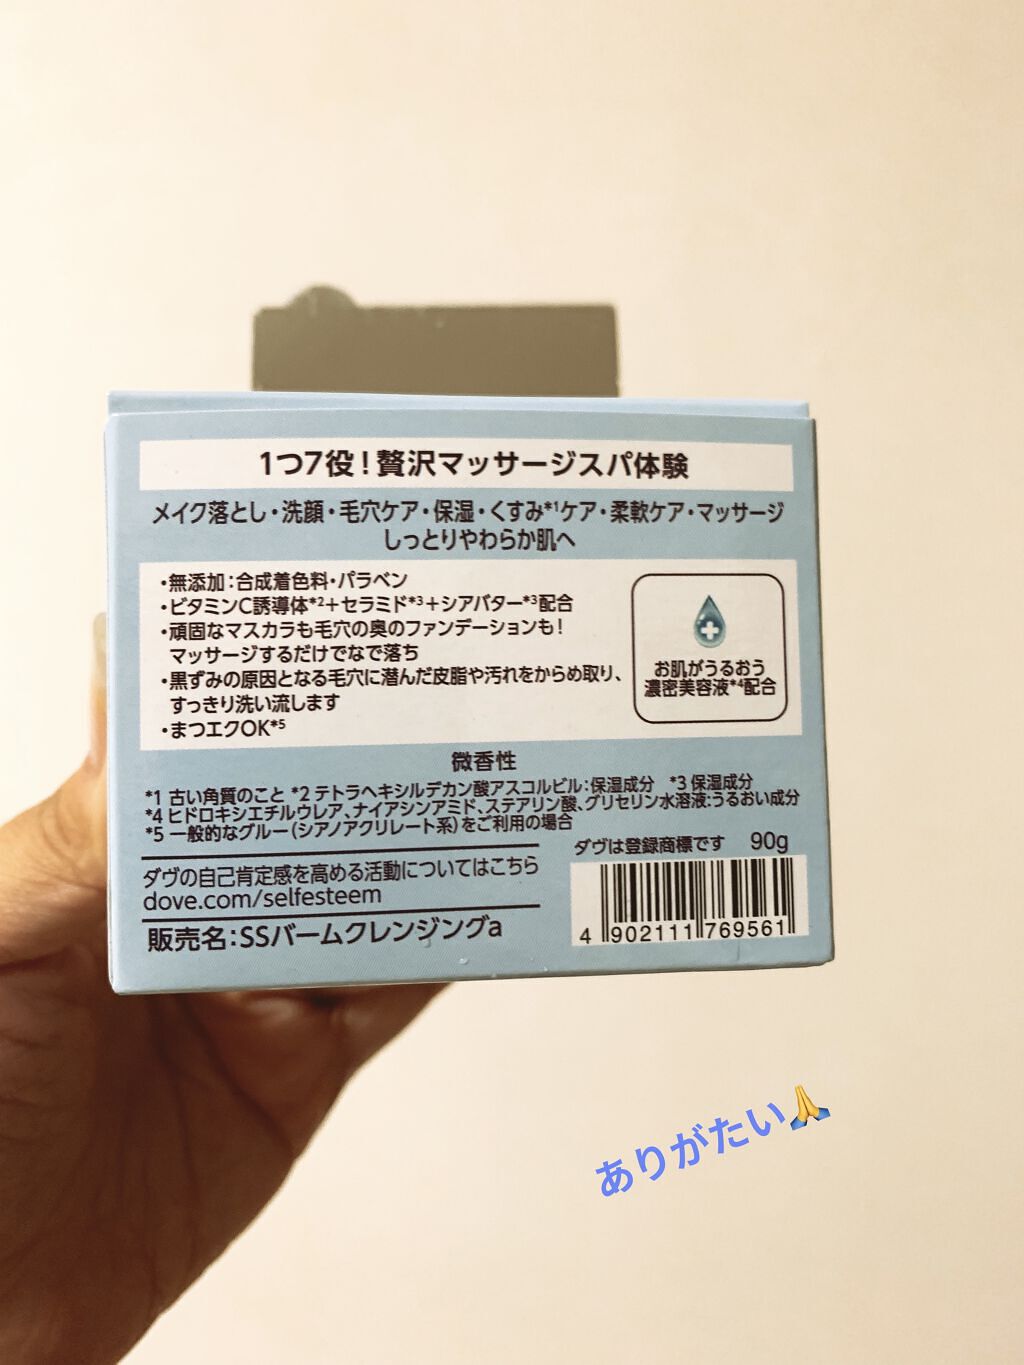 1つ7役！贅沢マッサージスパ体験
メイク落とし・洗顔・毛穴ケア・保湿・くすみ*1ケア・柔軟ケア・マッサージ
しっとりやわらか肌へ
・無添加：合成着色料・パラベン
・ビタミンC誘導体*2＋セラミド*3＋シアバター*3配合
・頑固なマスカラも毛穴の奥のファンデーションも！
マッサージするだけでなで落ち
・黒ずみの原因となる毛穴に潜んだ皮脂や汚れをからめ取り、
すっきり洗い流します
・まつエクOK*5
お肌がうるおう
濃密美容液*4配合
微香性
*1 古い角質のこと *2 テトラヘキシルデカン酸アスコルビル：保湿成分 *3 保湿成分
*4 ヒドロキシエチルウレア、ナイアシンアミド、ステアリン酸、グリセリン水溶液：うるおい成分
*5 一般的なグルー（シアノアクリレート系）をご利用の場合
ダヴは登録商標です 90g
ダヴの自己肯定感を高める活動についてはこちら
dove.com/selfesteem
販売名：SSバームクレンジングa
4 902111 769561
ありがたい🙏